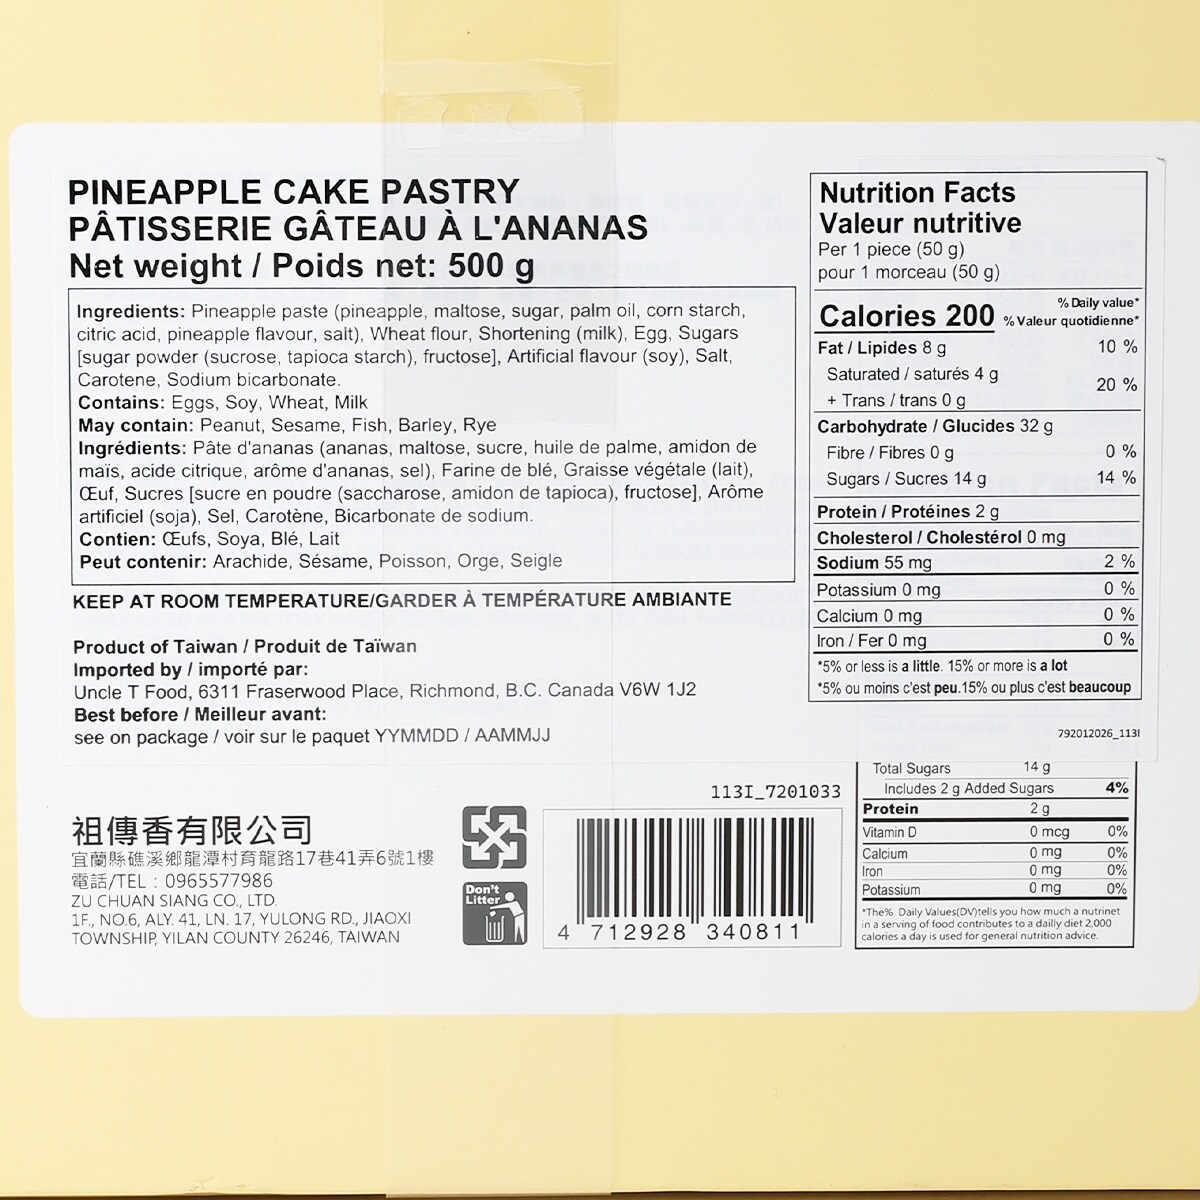 PINEAPPLE CAKE PASTRY
PÂTISSERIE GÂTEAU À L'ANANAS
Net weight / Poids net: 500 g
Ingredients: Pineapple paste (pineapple, maltose, sugar, palm oil, corn starch,
citric acid, pineapple flavour, salt), Wheat flour, Shortening (milk), Egg, Sugars
[sugar powder (sucrose, tapioca starch), fructose], Artificial flavour (soy), Salt,
Carotene, Sodium bicarbonate.
Contains: Eggs, Soy, Wheat, Milk
May contain: Peanut, Sesame, Fish, Barley, Rye
Ingrédients: Pâte d'ananas (ananas, maltose, sucre, huile de palme, amidon de
maïs, acide citrique, arôme d'ananas, sel), Farine de blé, Graisse végétale (lait),
Œuf, Sucres [sucre en poudre (saccharose, amidon de tapioca), fructose], Arôme
artificiel (soja), Sel, Carotène, Bicarbonate de sodium.
Contien: Œufs, Soya, Blé, Lait
Peut contenir: Arachide, Sésame, Poisson, Orge, Seigle
KEEP AT ROOM TEMPERATURE/GARDER À TEMPÉRATURE AMBIANTE
Product of Taiwan / Produit de Taïwan
Imported by / importé par:
Uncle T Food, 6311 Fraserwood Place, Richmond, B.C. Canada V6W 1J2
Best before / Meilleur avant:
see on package / voir sur le paquet YYMMDD / AAMMJJ
Nutrition Facts
Valeur nutritive
Per 1 piece (50 g)
pour 1 morceau (50 g)
% Daily value*
Calories 200 % Valeur quotidienne*
Fat / Lipides 8 g 10 %
Saturated / saturés 4 g
20 %
+ Trans / trans 0 g
Carbohydrate / Glucides 32 g
Fibre / Fibres 0 g 0 %
Sugars / Sucres 14 g 14 %
Protein / Protéines 2 g
Cholesterol / Cholestérol 0 mg
Sodium 55 mg 2 %
Potassium 0 mg 0 %
Calcium 0 mg 0 %
Iron / Fer 0 mg 0 %
*5% or less is a little. 15% or more is a lot
*5% ou moins c'est peu.15% ou plus c'est beaucoup
792012026_113I
Total Sugars 14 g
Includes 2 g Added Sugars 4%
Protein 2 g
Vitamin D 0 mcg 0%
Calcium 0 mg 0%
Iron 0 mg 0%
Potassium 0 mg 0%
*The% Daily Values(DV)tells you how much a nutrinet
in a serving of food contributes to a dailly diet 2,000
calories a day is used for general nutrition advice.
113I_7201033
祖傳香有限公司
宜蘭縣礁溪鄉龍潭村育龍路17巷41弄6號1樓
電話/TEL : 0965577986
ZU CHUAN SIANG CO., LTD.
1F., NO.6, ALY. 41, LN. 17, YULONG RD., JIAOXI
TOWNSHIP, YILAN COUNTY 26246, TAIWAN
Don't
Litter
4 712928 340811